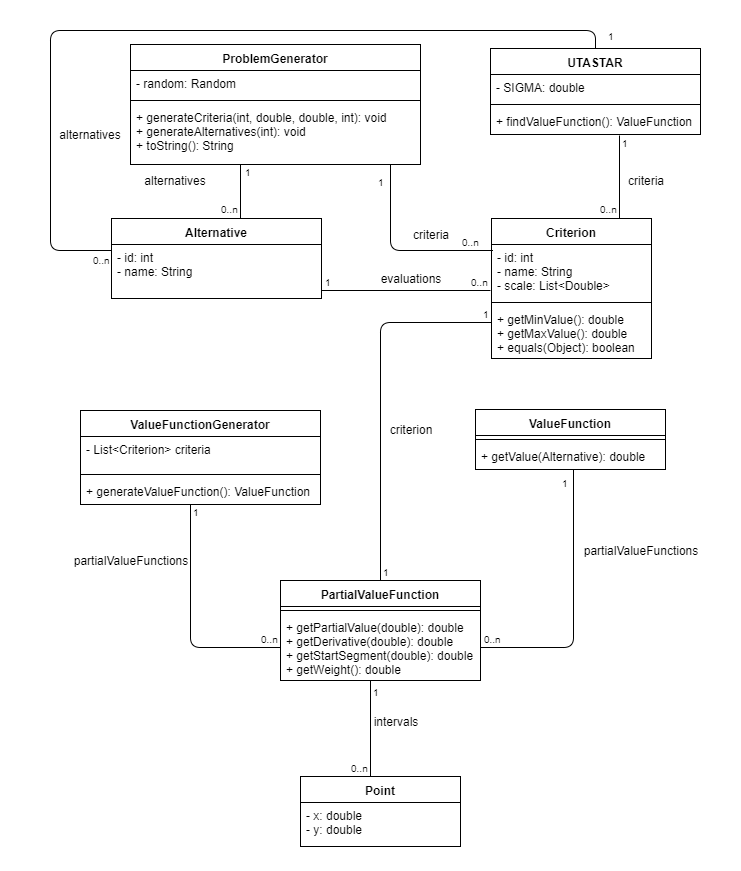 1
ProblemGenerator
- random: Random
+ generateCriteria(int, double, double, int): void
+ generateAlternatives(int): void
+ toString(): String
UTASTAR
- SIGMA: double
+ findValueFunction(): ValueFunction
alternatives
1
alternatives
0..n
1
criteria
0..n
1
criteria
0..n
Alternative
0..n
- id: int
- name: String
Criterion
- id: int
- name: String
- scale: List<Double>
+ getMinValue(): double
+ getMaxValue(): double
+ equals(Object): boolean
1
evaluations
0..n
1
criterion
1
ValueFunctionGenerator
- List<Criterion> criteria
+ generateValueFunction(): ValueFunction
ValueFunction
+ getValue(Alternative): double
1
partialValueFunctions
0..n
1
partialValueFunctions
0..n
PartialValueFunction
+ getPartialValue(double): double
+ getDerivative(double): double
+ getStartSegment(double): double
+ getWeight(): double
1
intervals
0..n
Point
- x: double
- y: double